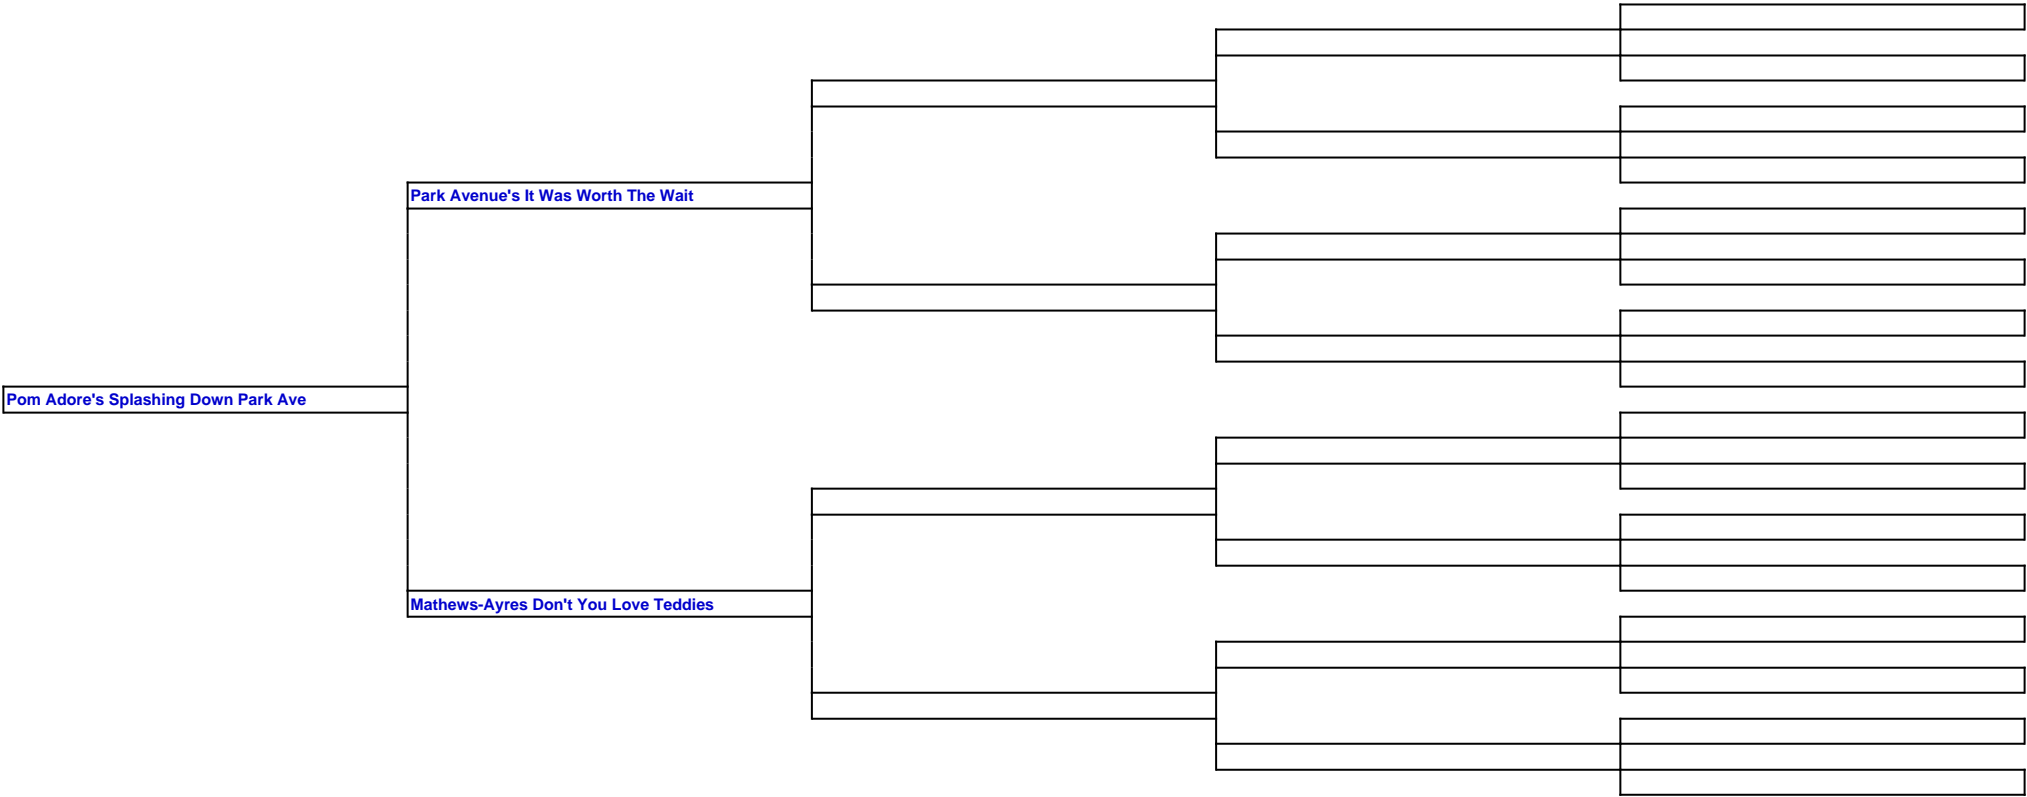 Park Avenue's It Was Worth The Wait
Pom Adore's Splashing Down Park Ave
Mathews-Ayres Don't You Love Teddies